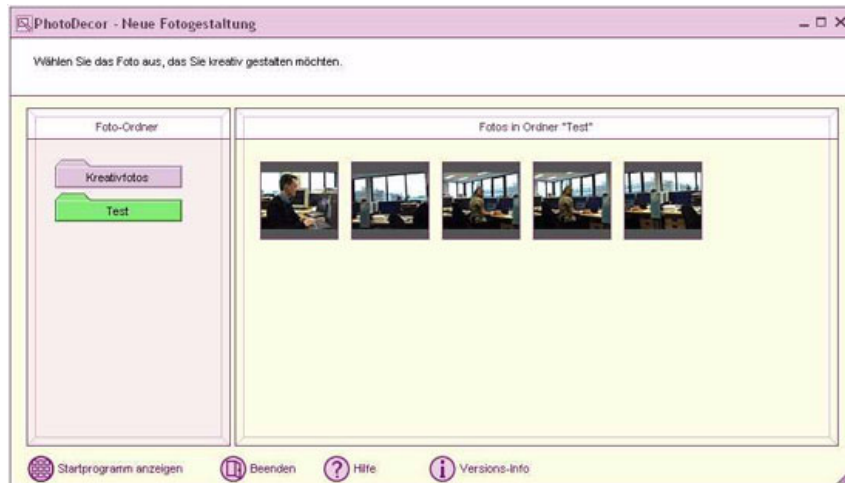 PhotoDecor - Neue Fotogestaltung
Wählen Sie das Foto aus, das Sie kreativ gestalten möchten.
Foto-Ordner
Fotos in Ordner "Test"
Kreativfotos
Test
Startprogramm anzeigen
Beenden
Hilfe
Versions-Info